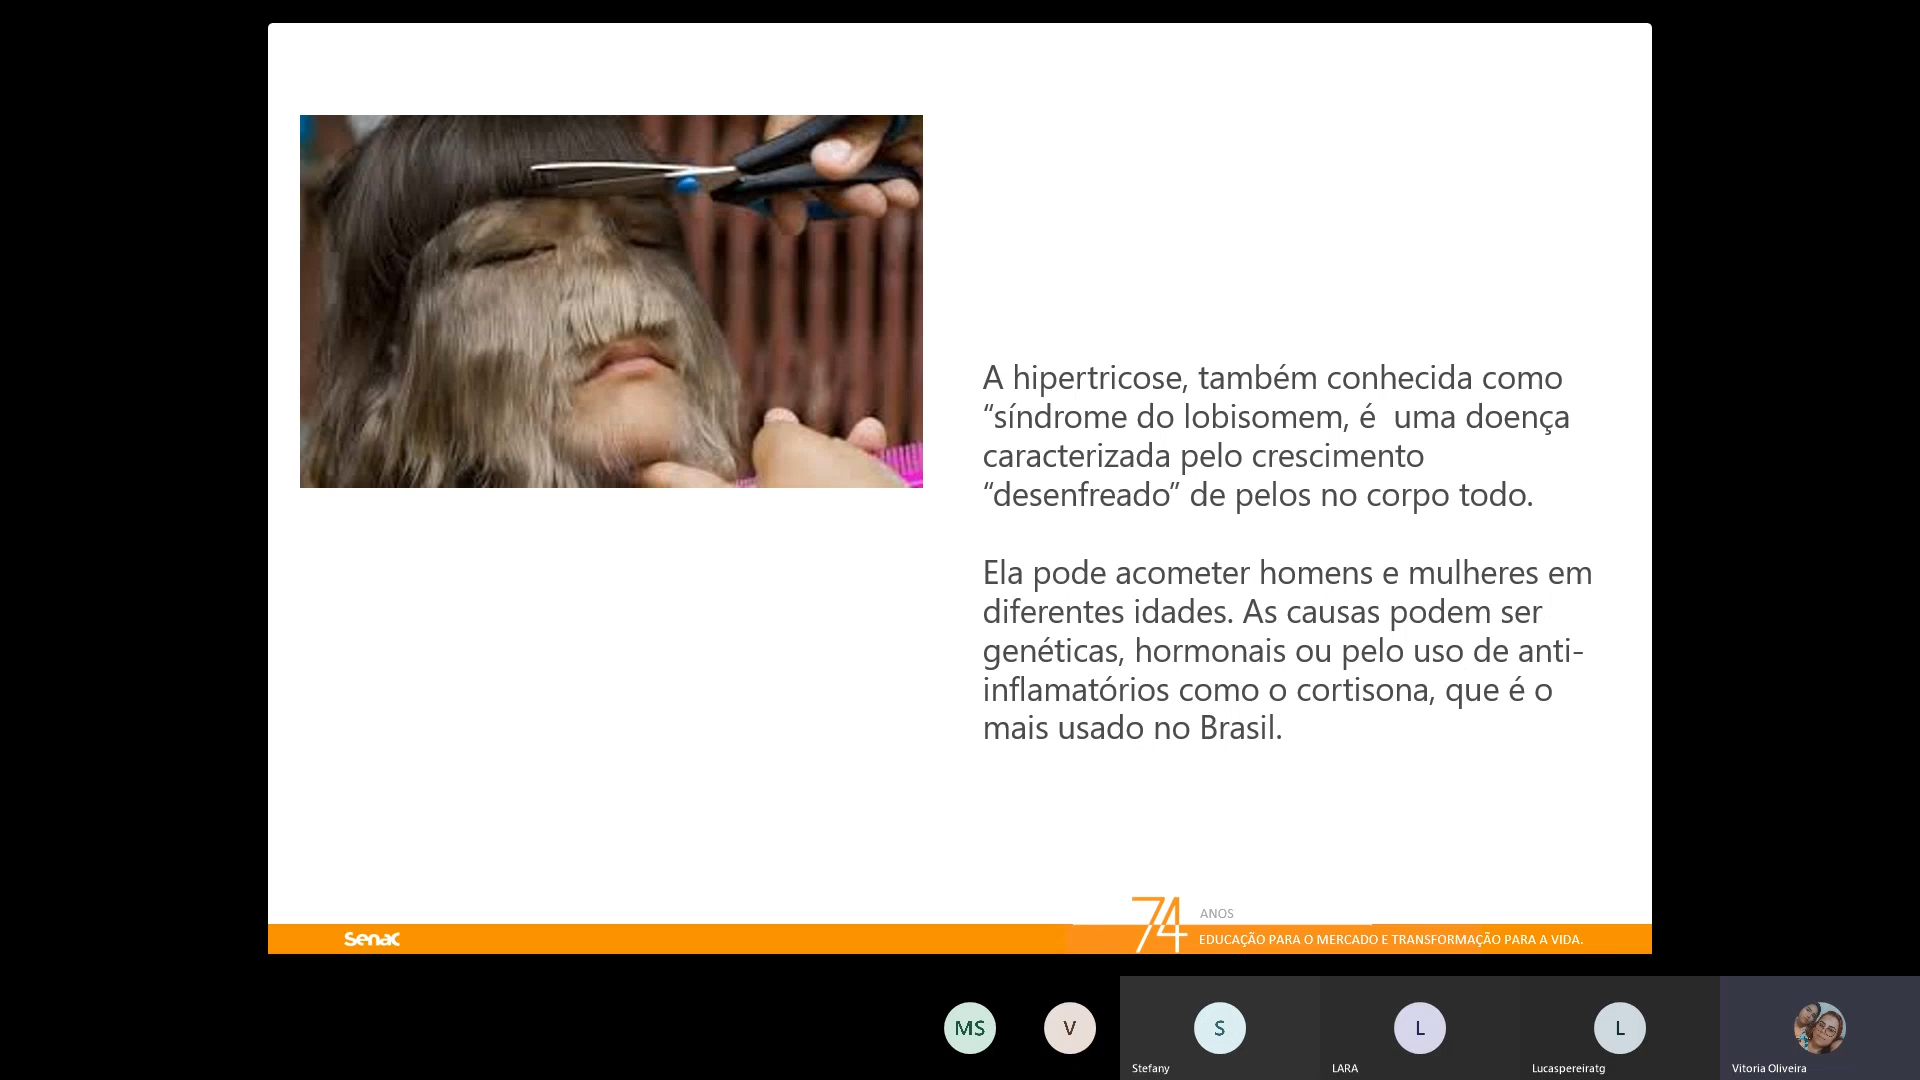 A hipertricose, também conhecida como
“síndrome do lobisomem, é  uma doença
caracterizada pelo crescimento
“desenfreado” de pelos no corpo todo.
Ela pode acometer homens e mulheres em
diferentes idades. As causas podem ser
genéticas, hormonais ou pelo uso de anti-
inflamatórios como o cortisona, que é o
mais usado no Brasil.
74 ANOS
Senac
EDUCAÇÃO PARA O MERCADO E TRANSFORMAÇÃO PARA A VIDA.
MS
V
S
L
L
Stefany
LARA
Lucaspereiratg
Vitoria Oliveira